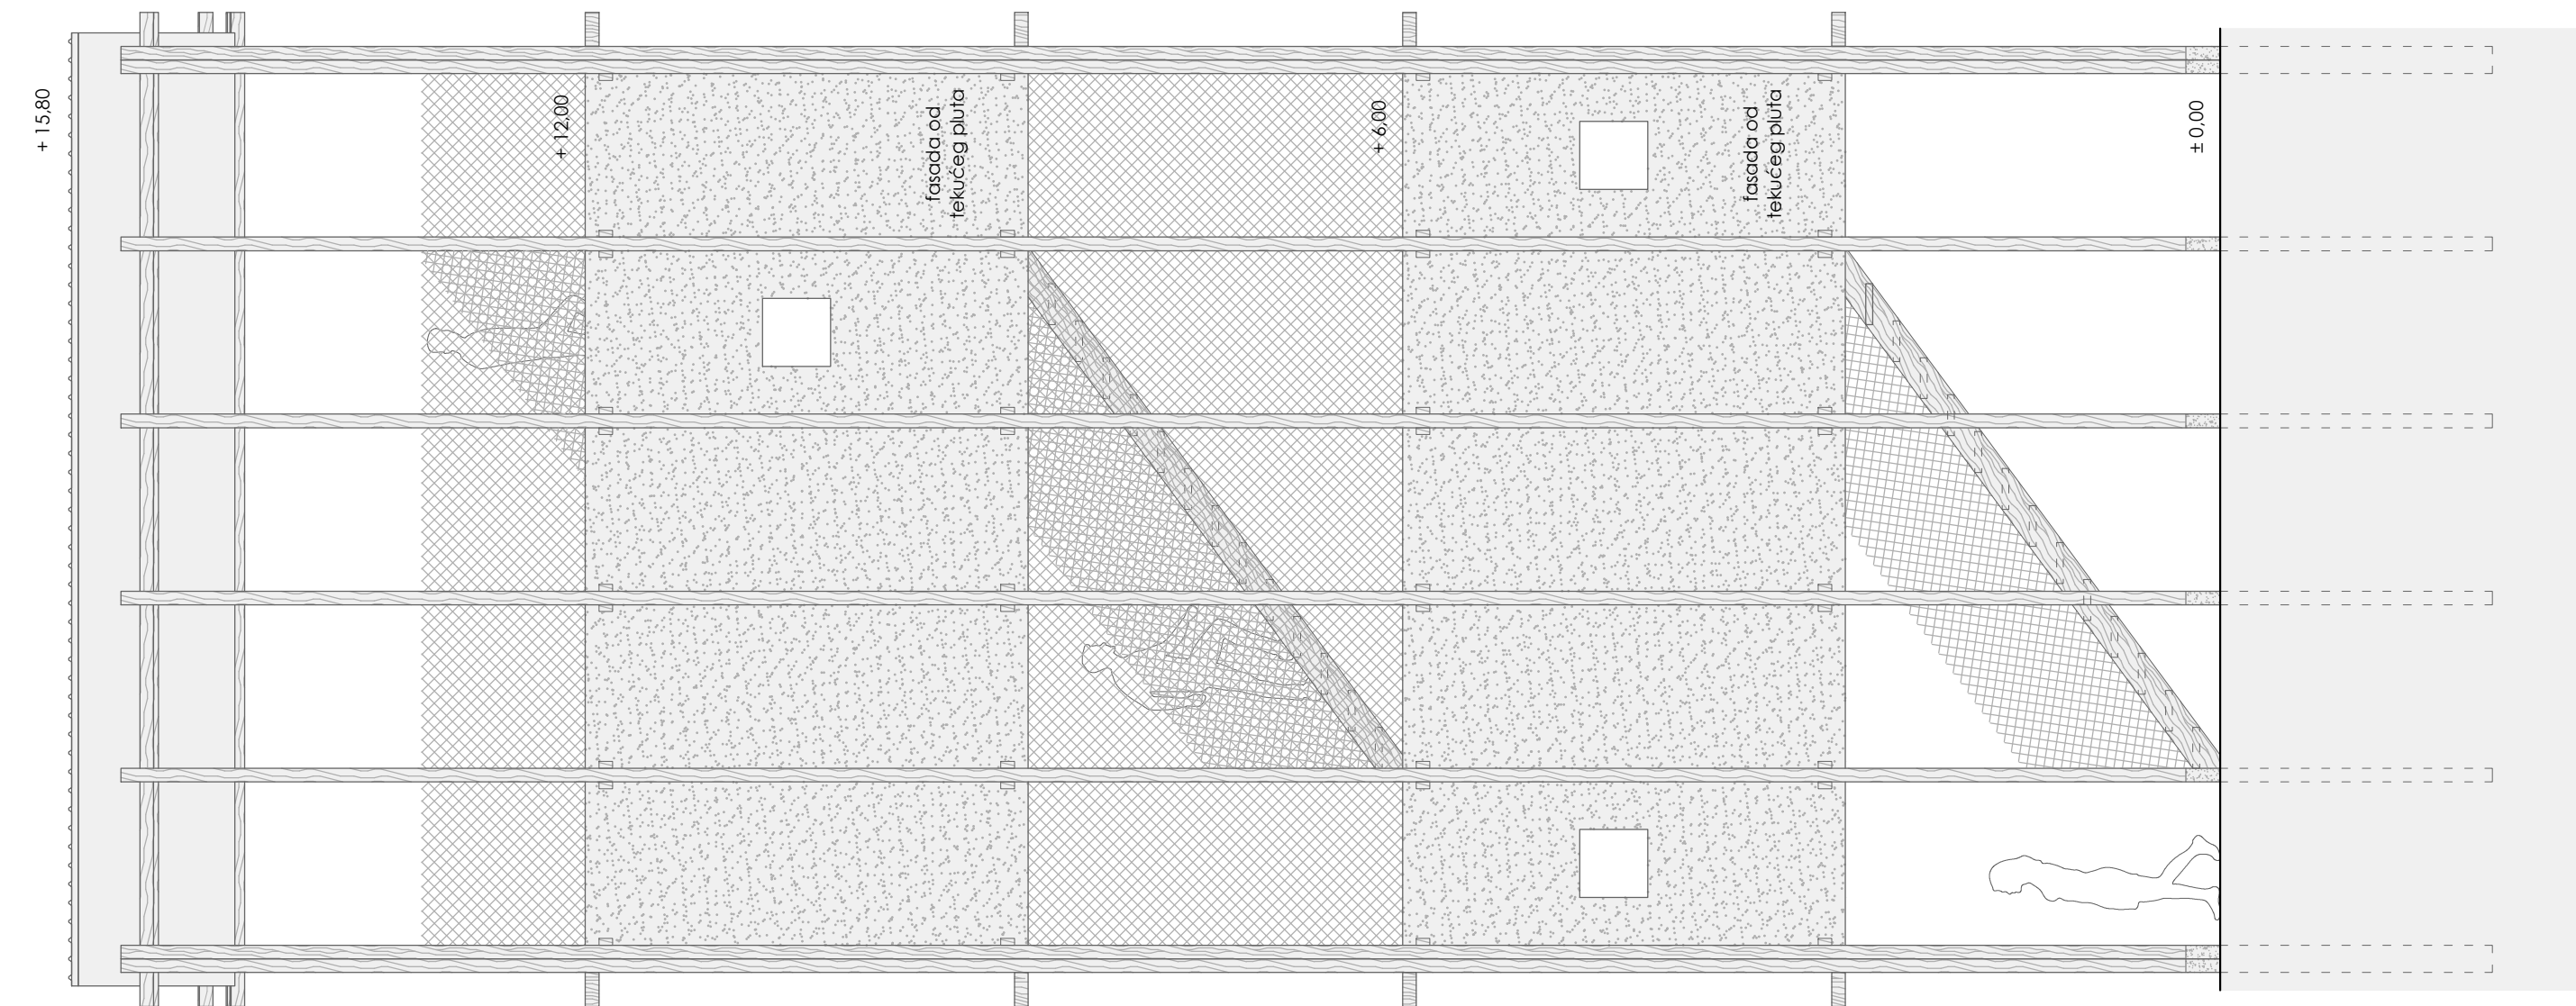 + 15,80
+ 12,00
fasada od
tekućeg pluta
+ 6,00
fasada od
tekućeg pluta
± 0,00